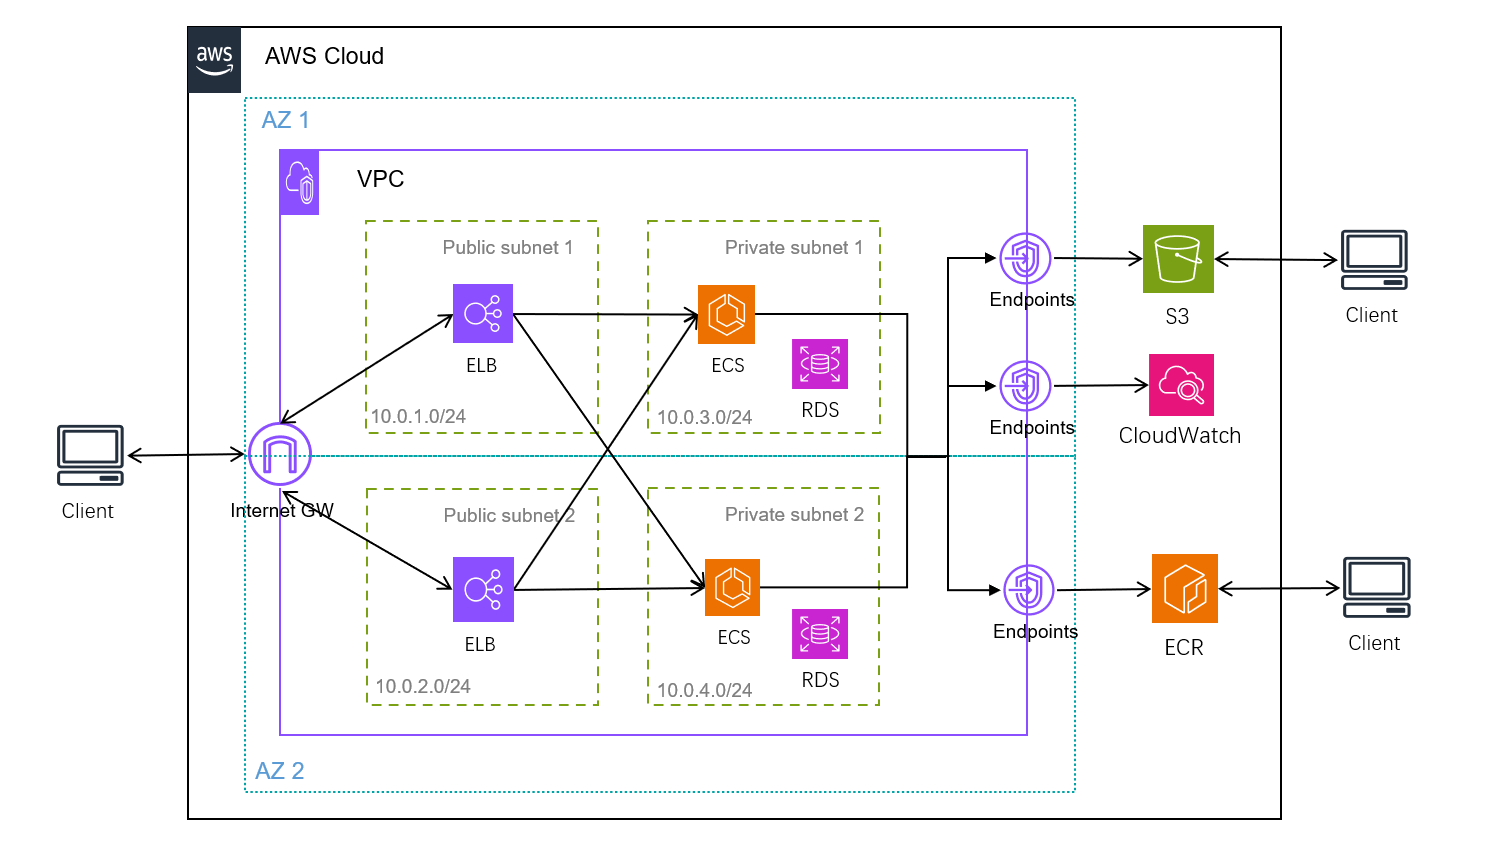 aws
AWS Cloud
AZ 1
VPC
Public subnet 1
Private subnet 1
ELB
ECS
RDS
10.0.1.0/24
10.0.3.0/24
Endpoints
S3
Client
Endpoints
CloudWatch
Client
Internet GW
Public subnet 2
Private subnet 2
ELB
ECS
RDS
10.0.2.0/24
10.0.4.0/24
Endpoints
ECR
Client
AZ 2